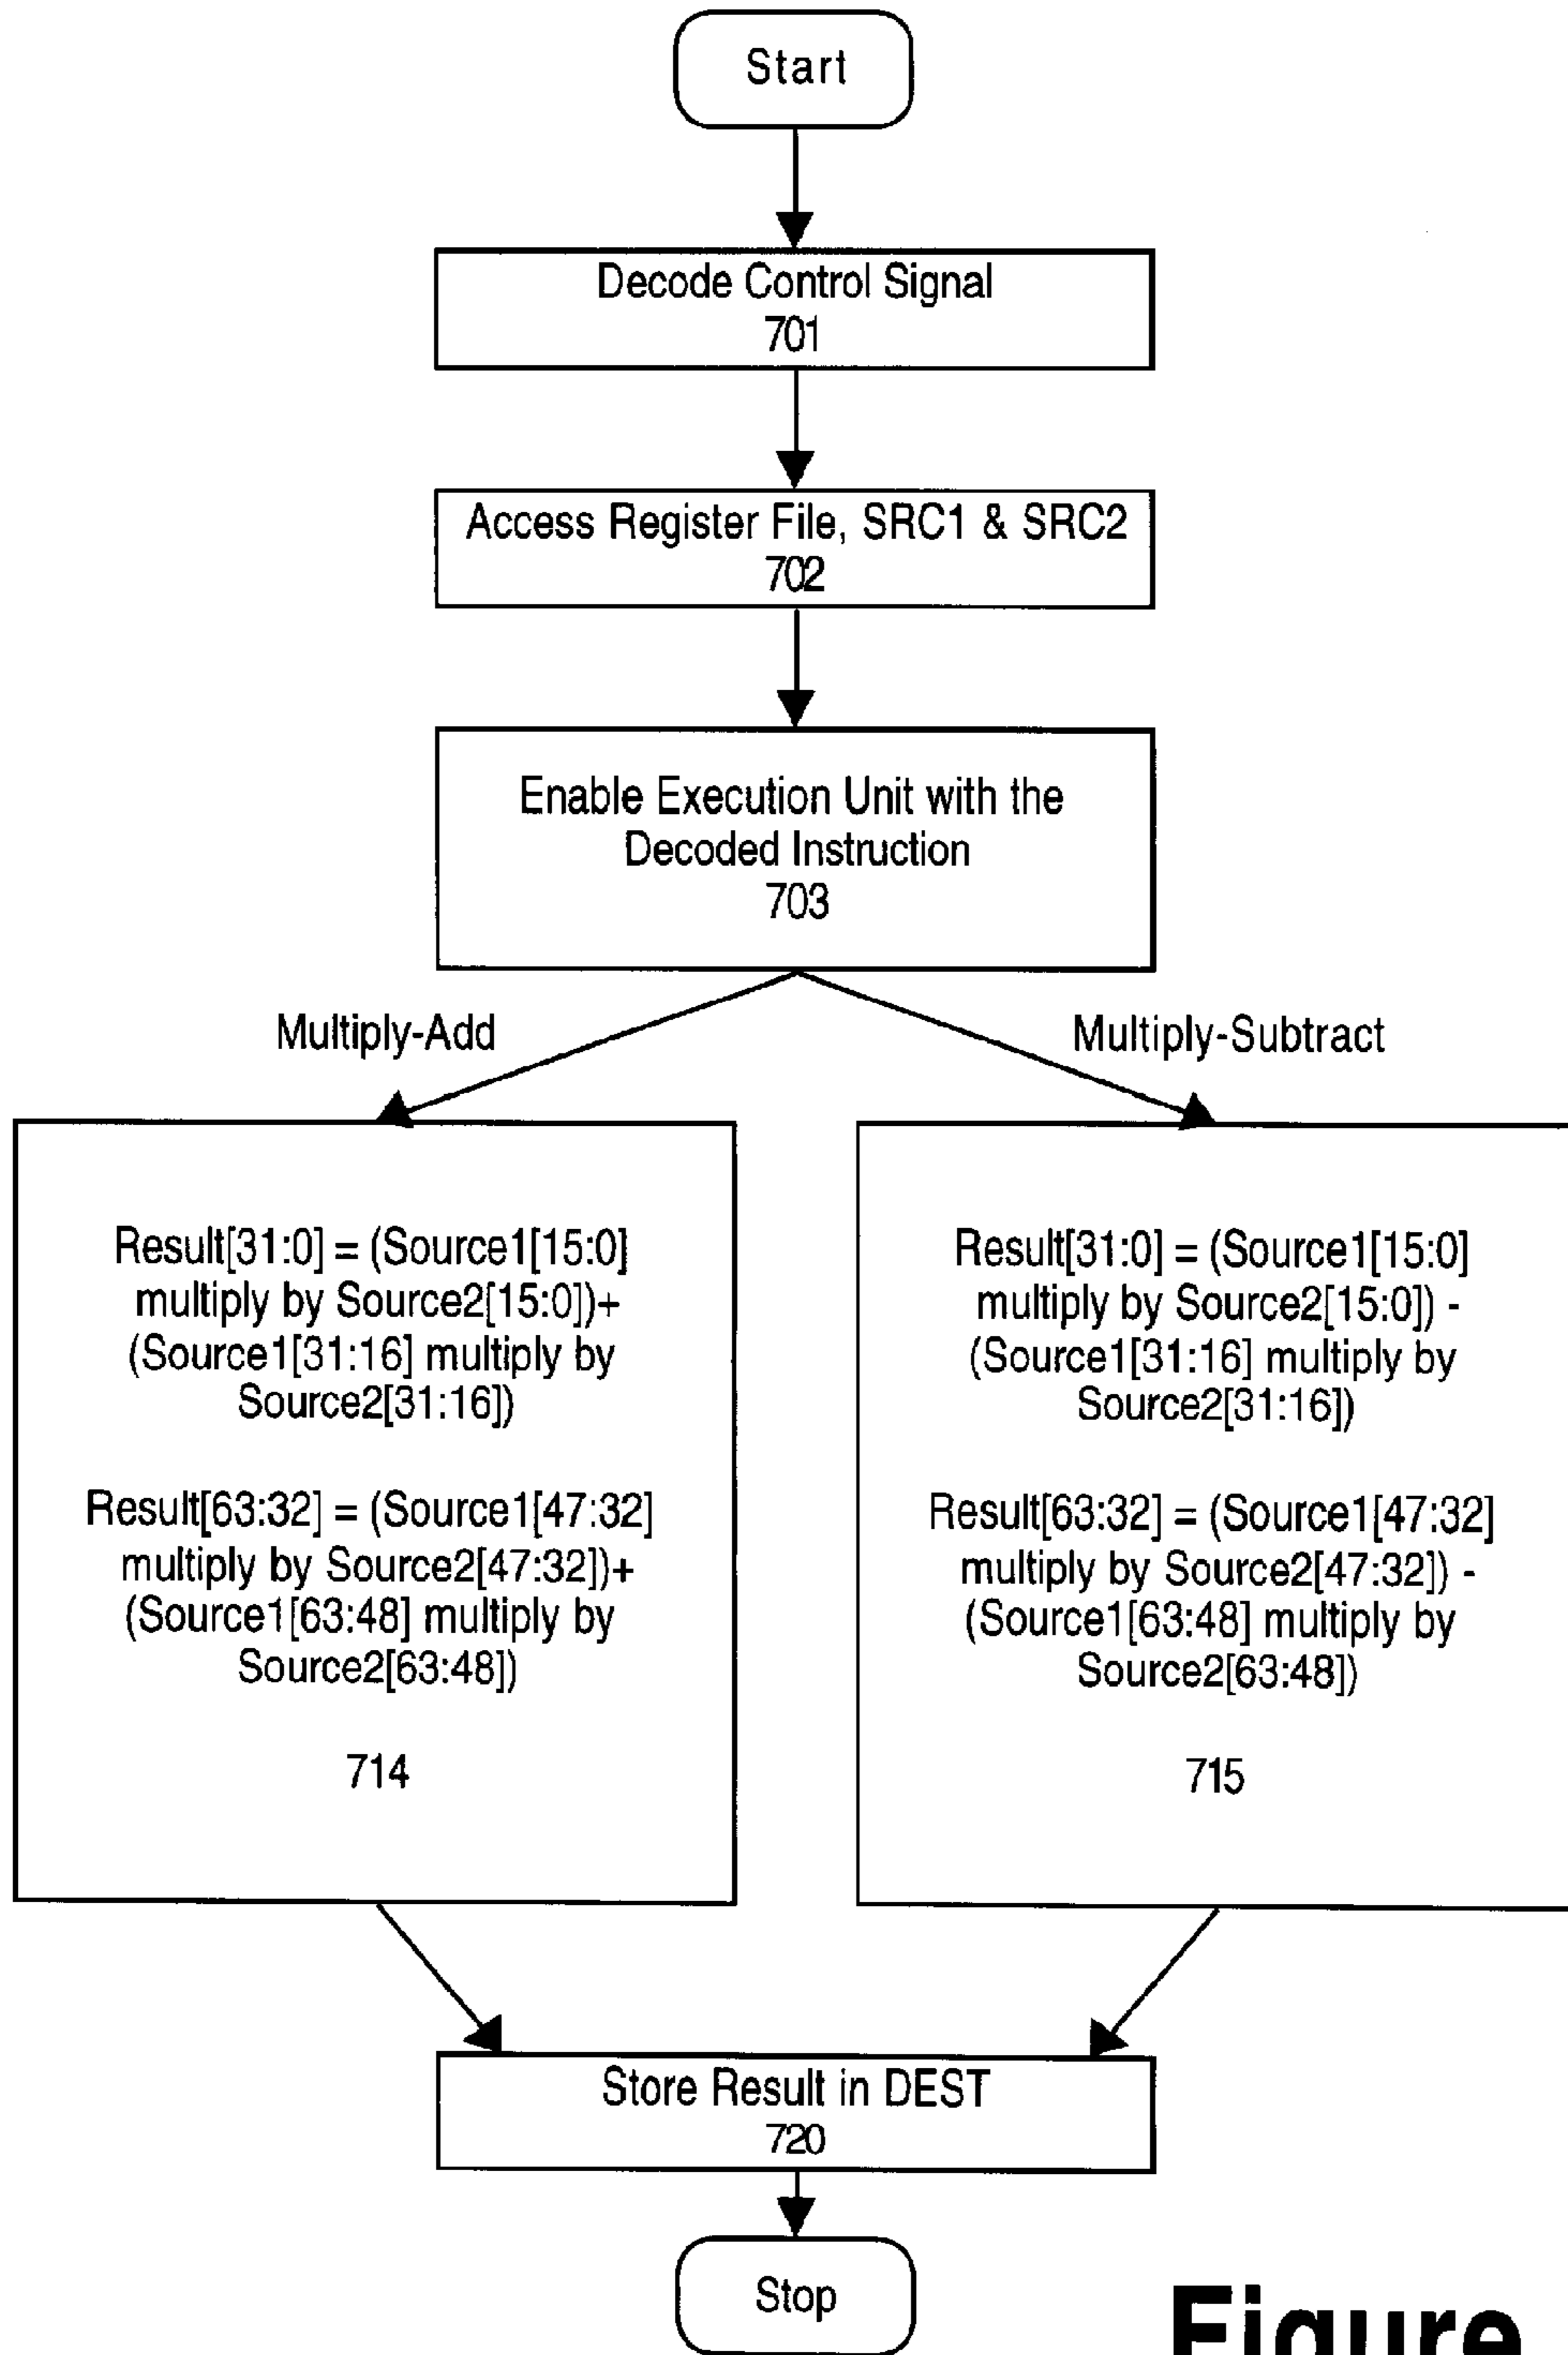 Start
Decode Control Signal
701
Access Register File, SRC1 & SRC2
702
Enable Execution Unit with the
Decoded Instruction
703
Multiply-Add
Multiply-Subtract
Result[31:0] = (Source1[15:0]
multiply by Source2[15:0])+
(Source1[31:16] multiply by
Source2[31:16])
Result[63:32] = (Source1[47:32]
multiply by Source2[47:32])+
(Source1[63:48] multiply by
Source2[63:48])
714
Result[31:0] = (Source1[15:0]
multiply by Source2[15:0]) -
(Source1[31:16] multiply by
Source2[31:16])
Result[63:32] = (Source1[47:32]
multiply by Source2[47:32]) -
(Source1[63:48] multiply by
Source2[63:48])
715
Store Result in DEST
720
Stop
Figure